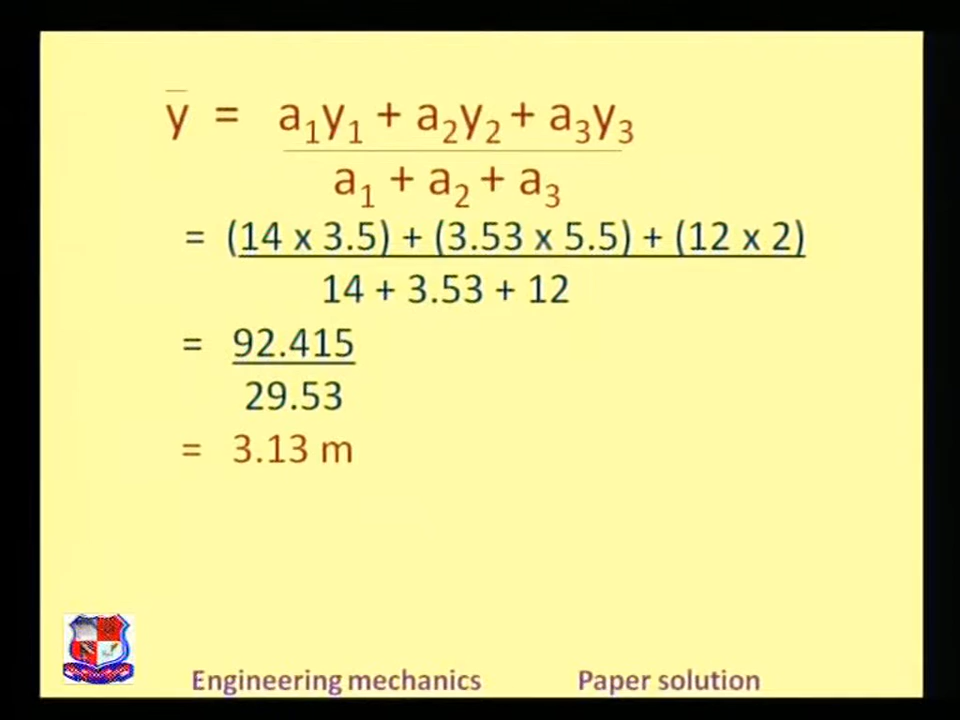 y̅ = a₁y₁ + a₂y₂ + a₃y₃
a₁ + a₂ + a₃
= (14 x 3.5) + (3.53 x 5.5) + (12 x 2)
14 + 3.53 + 12
= 92.415
29.53
= 3.13 m
Engineering mechanics Paper solution